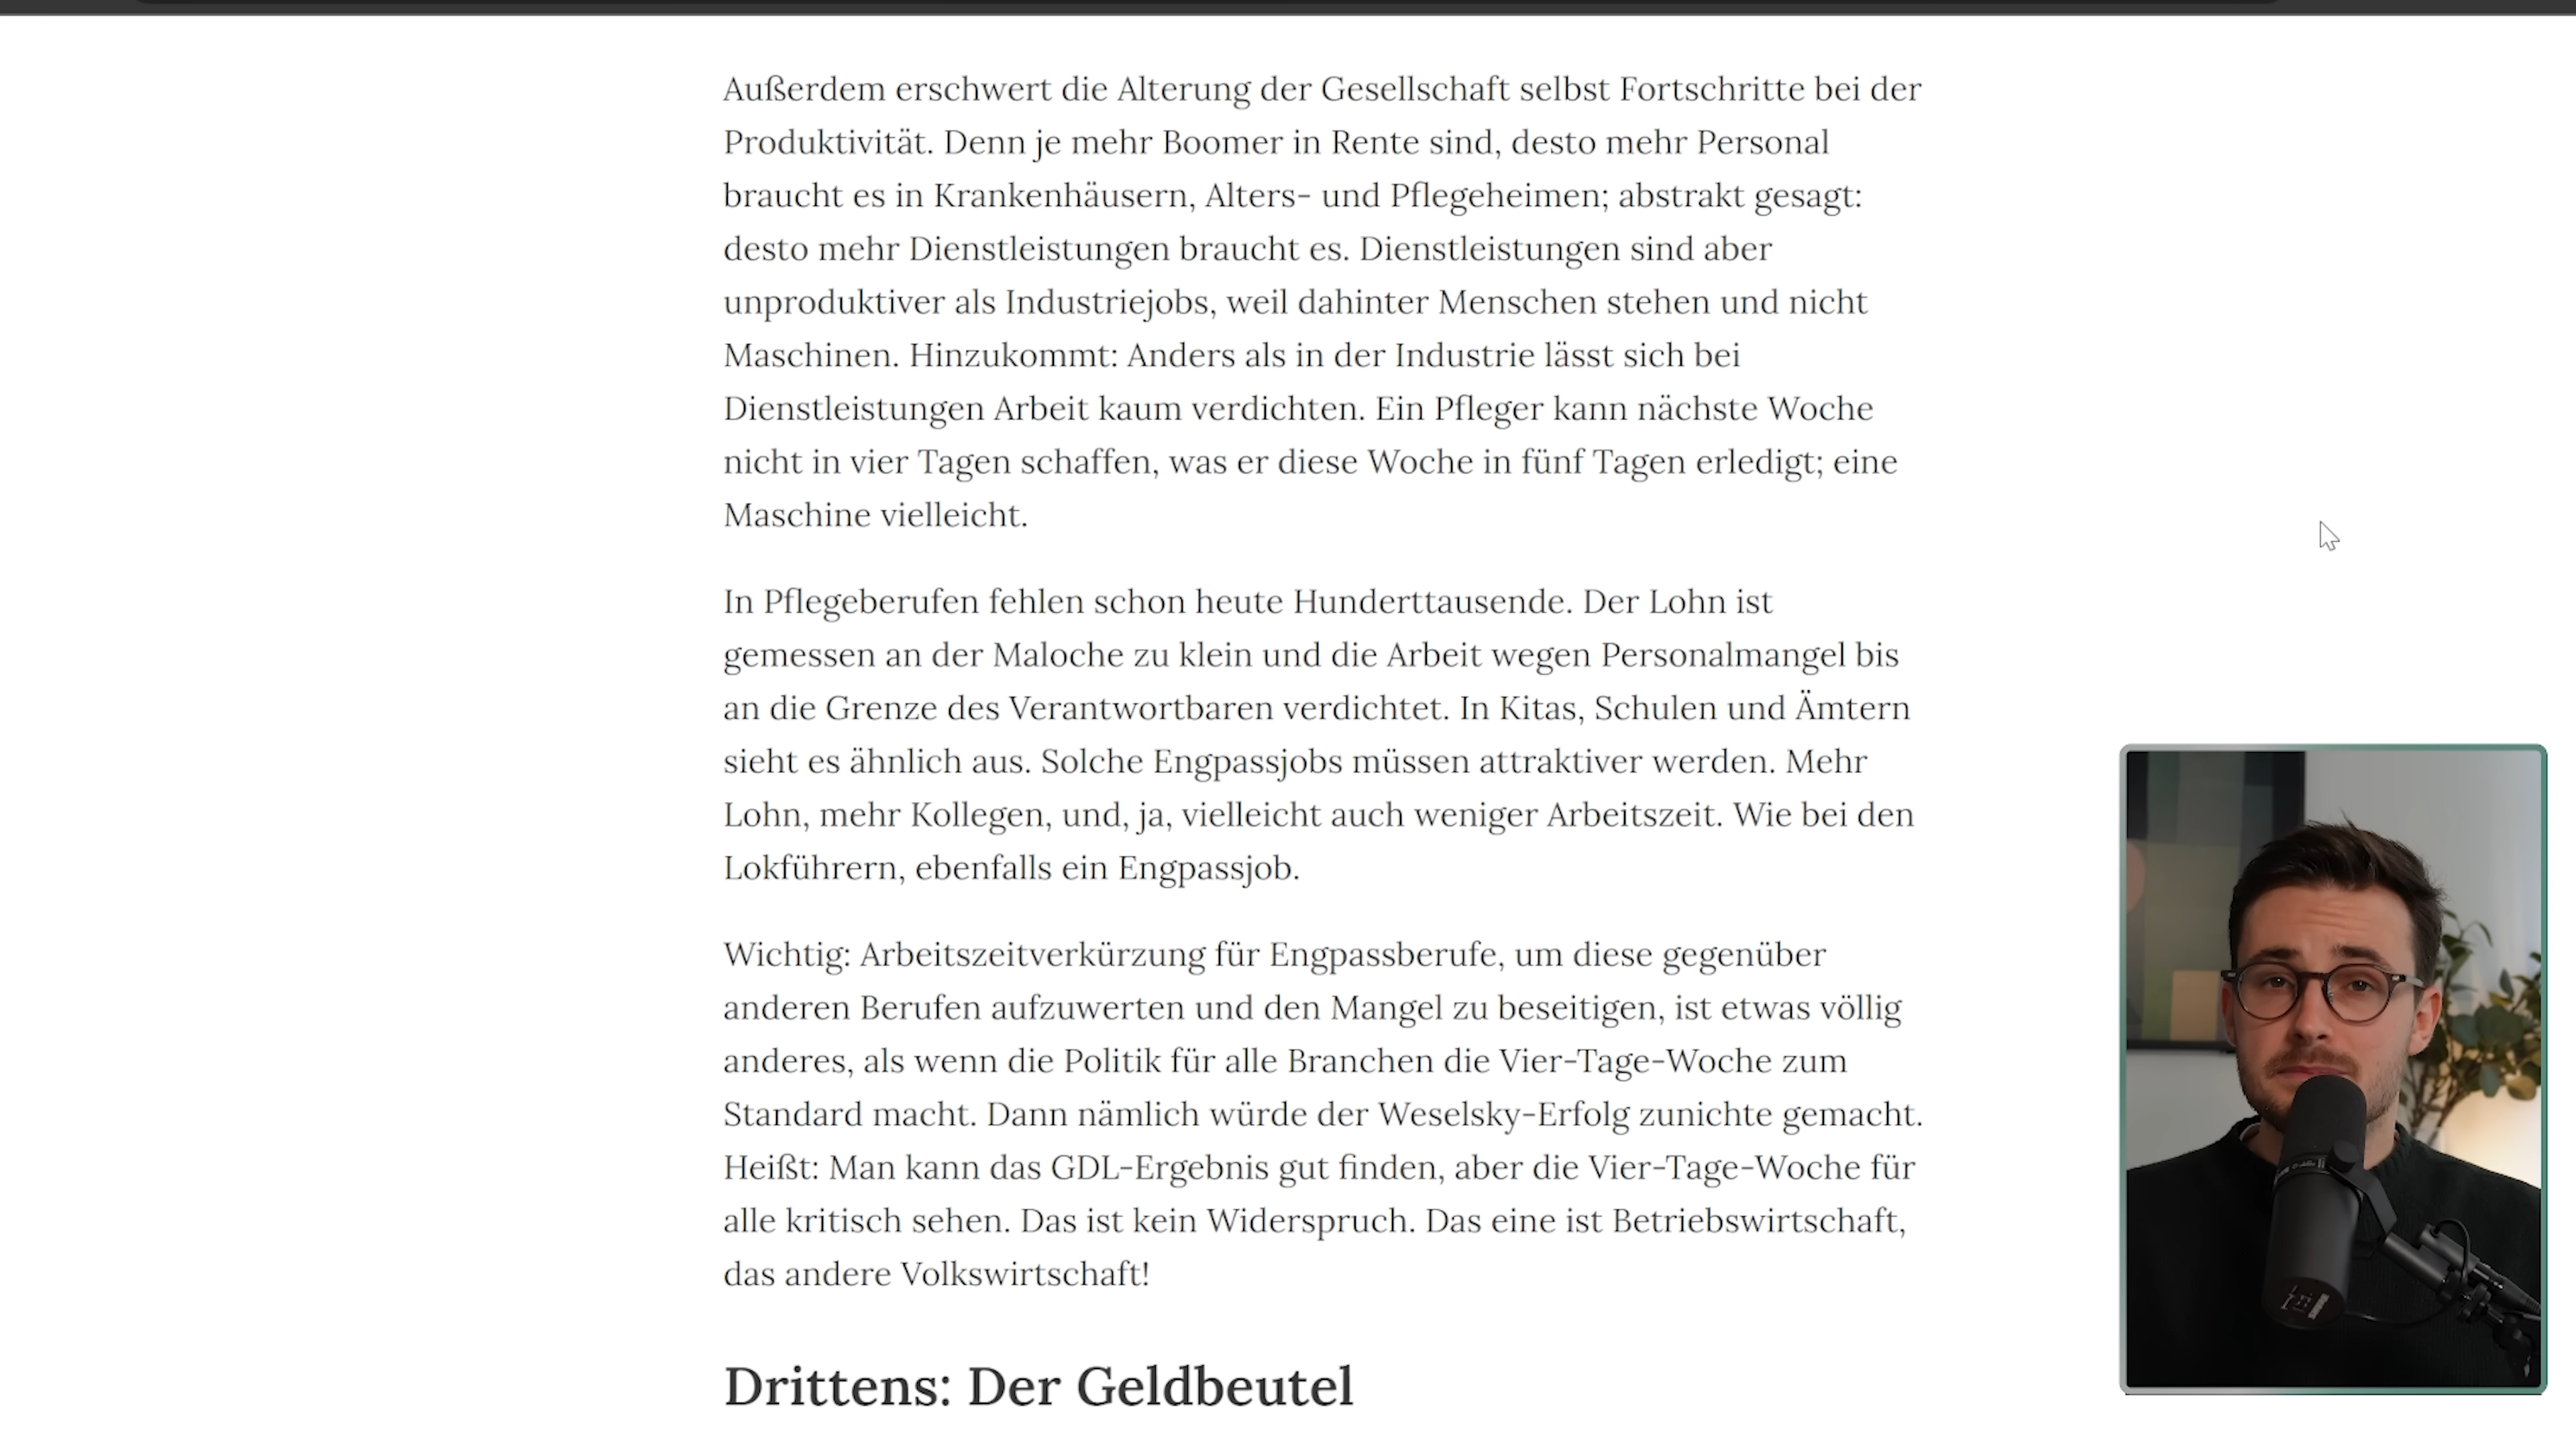 Außerdem erschwert die Alterung der Gesellschaft selbst Fortschritte bei der
Produktivität. Denn je mehr Boomer in Rente sind, desto mehr Personal
braucht es in Krankenhäusern, Alters- und Pflegeheimen; abstrakt gesagt:
desto mehr Dienstleistungen braucht es. Dienstleistungen sind aber
unproduktiver als Industriejobs, weil dahinter Menschen stehen und nicht
Maschinen. Hinzukommt: Anders als in der Industrie lässt sich bei
Dienstleistungen Arbeit kaum verdichten. Ein Pfleger kann nächste Woche
nicht in vier Tagen schaffen, was er diese Woche in fünf Tagen erledigt; eine
Maschine vielleicht.
In Pflegeberufen fehlen schon heute Hunderttausende. Der Lohn ist
gemessen an der Maloche zu klein und die Arbeit wegen Personalmangel bis
an die Grenze des Verantwortbaren verdichtet. In Kitas, Schulen und Ämtern
sieht es ähnlich aus. Solche Engpassjobs müssen attraktiver werden. Mehr
Lohn, mehr Kollegen, und, ja, vielleicht auch weniger Arbeitszeit. Wie bei den
Lokführern, ebenfalls ein Engpassjob.
Wichtig: Arbeitszeitverkürzung für Engpassberufe, um diese gegenüber
anderen Berufen aufzuwerten und den Mangel zu beseitigen, ist etwas völlig
anderes, als wenn die Politik für alle Branchen die Vier-Tage-Woche zum
Standard macht. Dann nämlich würde der Weselsky-Erfolg zunichte gemacht.
Heißt: Man kann das GDL-Ergebnis gut finden, aber die Vier-Tage-Woche für
alle kritisch sehen. Das ist kein Widerspruch. Das eine ist Betriebswirtschaft,
das andere Volkswirtschaft!
Drittens: Der Geldbeutel